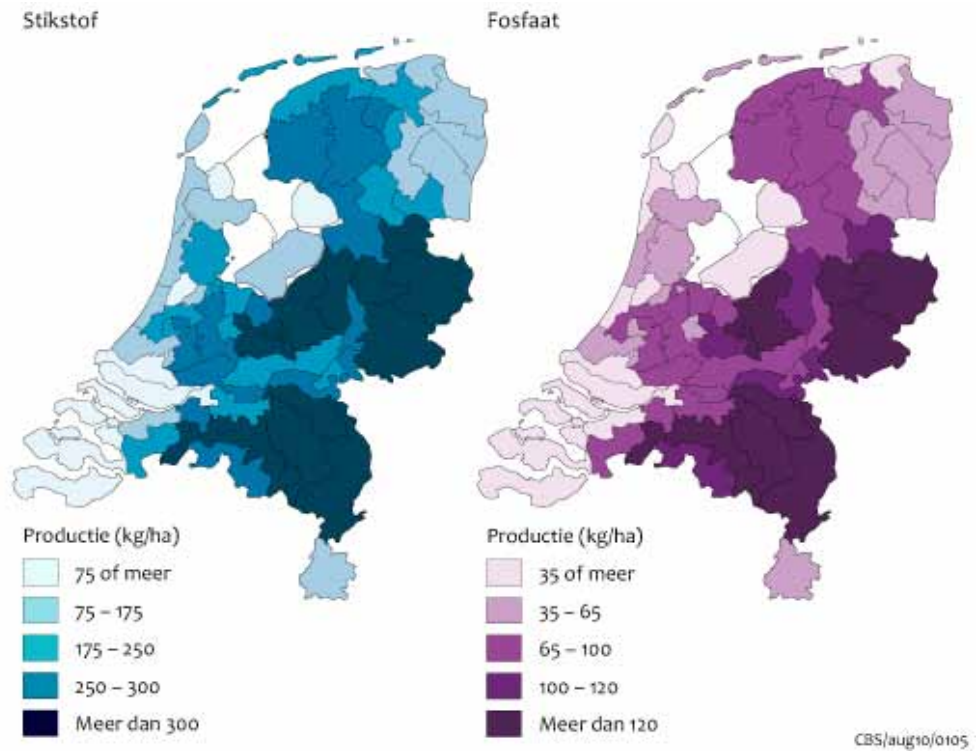 Stikstof
Fosfaat
Productie (kg/ha)
75 of meer
75 – 175
175 – 250
250 – 300
Meer dan 300
Productie (kg/ha)
35 of meer
35 – 65
65 – 100
100 – 120
Meer dan 120
CBS/aug10/0105